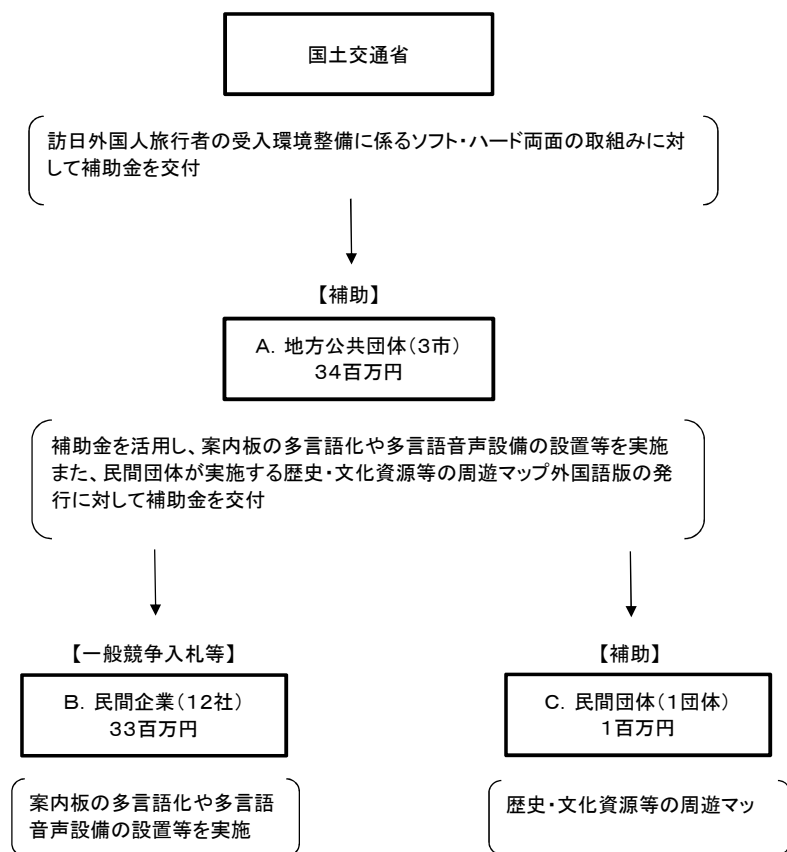 国土交通省
訪日外国人旅行者の受入環境整備に係るソフト・ハード両面の取組みに対
して補助金を交付
【補助】
A. 地方公共団体(3市)
34百万円
補助金を活用し、案内板の多言語化や多言語音声設備の設置等を実施
また、民間団体が実施する歴史・文化資源等の周遊マップ外国語版の発
行に対して補助金を交付
【一般競争入札等】
B. 民間企業(12社)
33百万円
案内板の多言語化や多言語
音声設備の設置等を実施
【補助】
C. 民間団体(1団体)
1百万円
歴史・文化資源等の周遊マッ